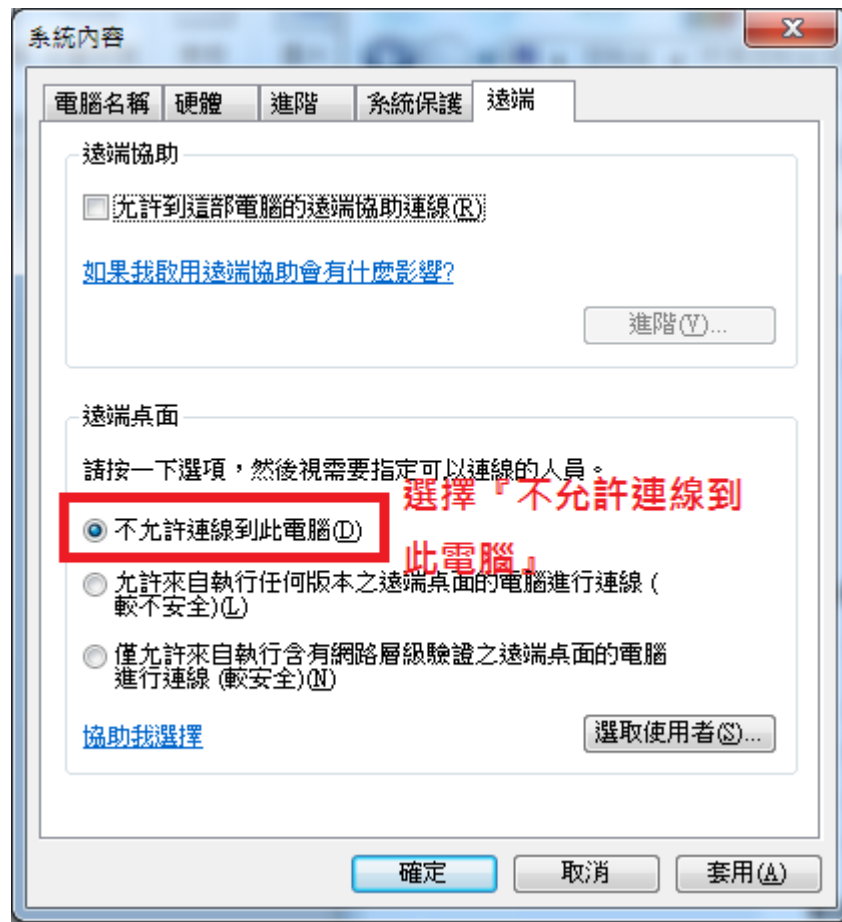 系統內容
電腦名稱 硬體 進階 系統保護 遠端
遠端協助
允許到這部電腦的遠端協助連線(R)
如果我啟用遠端協助會有什麼影響?
進階(V)...
遠端桌面
請按一下選項，然後視需要指定可以連線的人員。
選擇『不允許連線到
此電腦』
不允許連線到此電腦(D)
允許來自執行任何版本之遠端桌面的電腦進行連線 (
較不安全)(L)
僅允許來自執行含有網路層級驗證之遠端桌面的電腦
進行連線 (較安全)(N)
協助我選擇
選取使用者(S)...
確定 取消 套用(A)